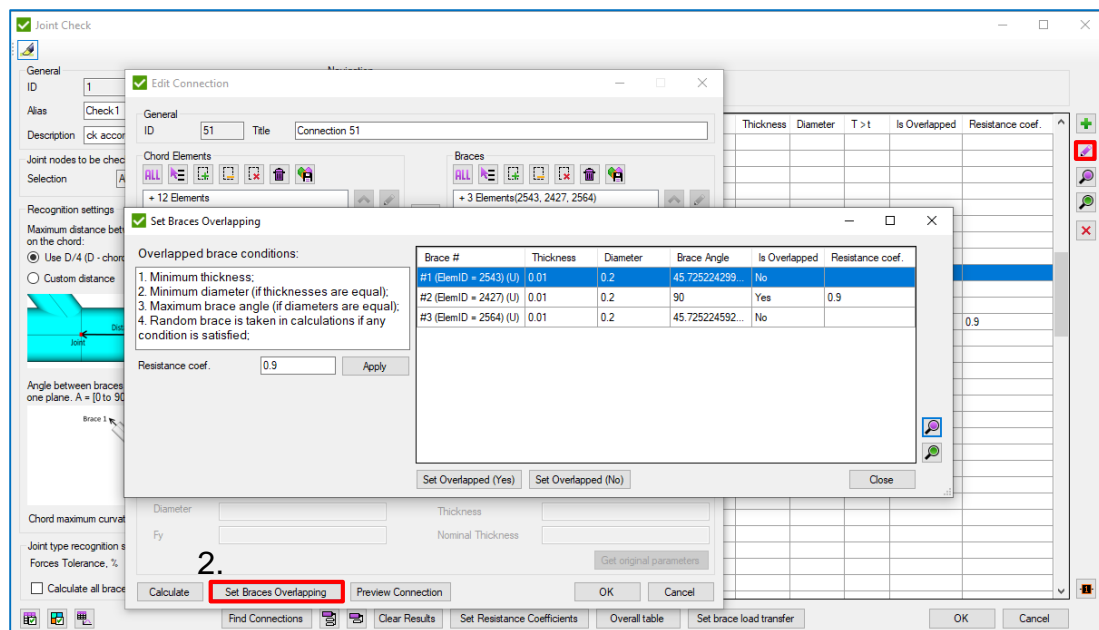 Joint Check
General
ID 1
Alias Check1
Description ck accor
Joint nodes to be chec
Selection
Recognition settings
Maximum distance bet
on the chord:
Use D/4 (D - chord
Custom distance
Dist
Joint
Angle between braces
one plane. A = [0 to 90
Brace 1
Chord maximum curvat
Joint type recognition s
Forces Tolerance, %
Calculate all brace
Thickness Diameter T > t Is Overlapped Resistance coef.
0.9
Edit Connection
General
ID 51 Title Connection 51
Chord Elements Braces
ALL ALL
+ 12 Elements + 3 Elements(2543, 2427, 2564)
Set Braces Overlapping
Overlapped brace conditions:
1. Minimum thickness;
2. Minimum diameter (if thicknesses are equal);
3. Maximum brace angle (if diameters are equal);
4. Random brace is taken in calculations if any
condition is satisfied;
Resistance coef. 0.9 Apply
Brace # Thickness Diameter Brace Angle Is Overlapped Resistance coef.
#1 (ElemID = 2543) (U) 0.01 0.2 45.725224299... No
#2 (ElemID = 2427) (U) 0.01 0.2 90 Yes 0.9
#3 (ElemID = 2564) (U) 0.01 0.2 45.725224592... No
Set Overlapped (Yes) Set Overlapped (No) Close
Diameter Thickness
Fy Nominal Thickness
Get original parameters
2.
Calculate Set Braces Overlapping Preview Connection OK Cancel
Find Connections Clear Results Set Resistance Coefficients Overall table Set brace load transfer OK Cancel